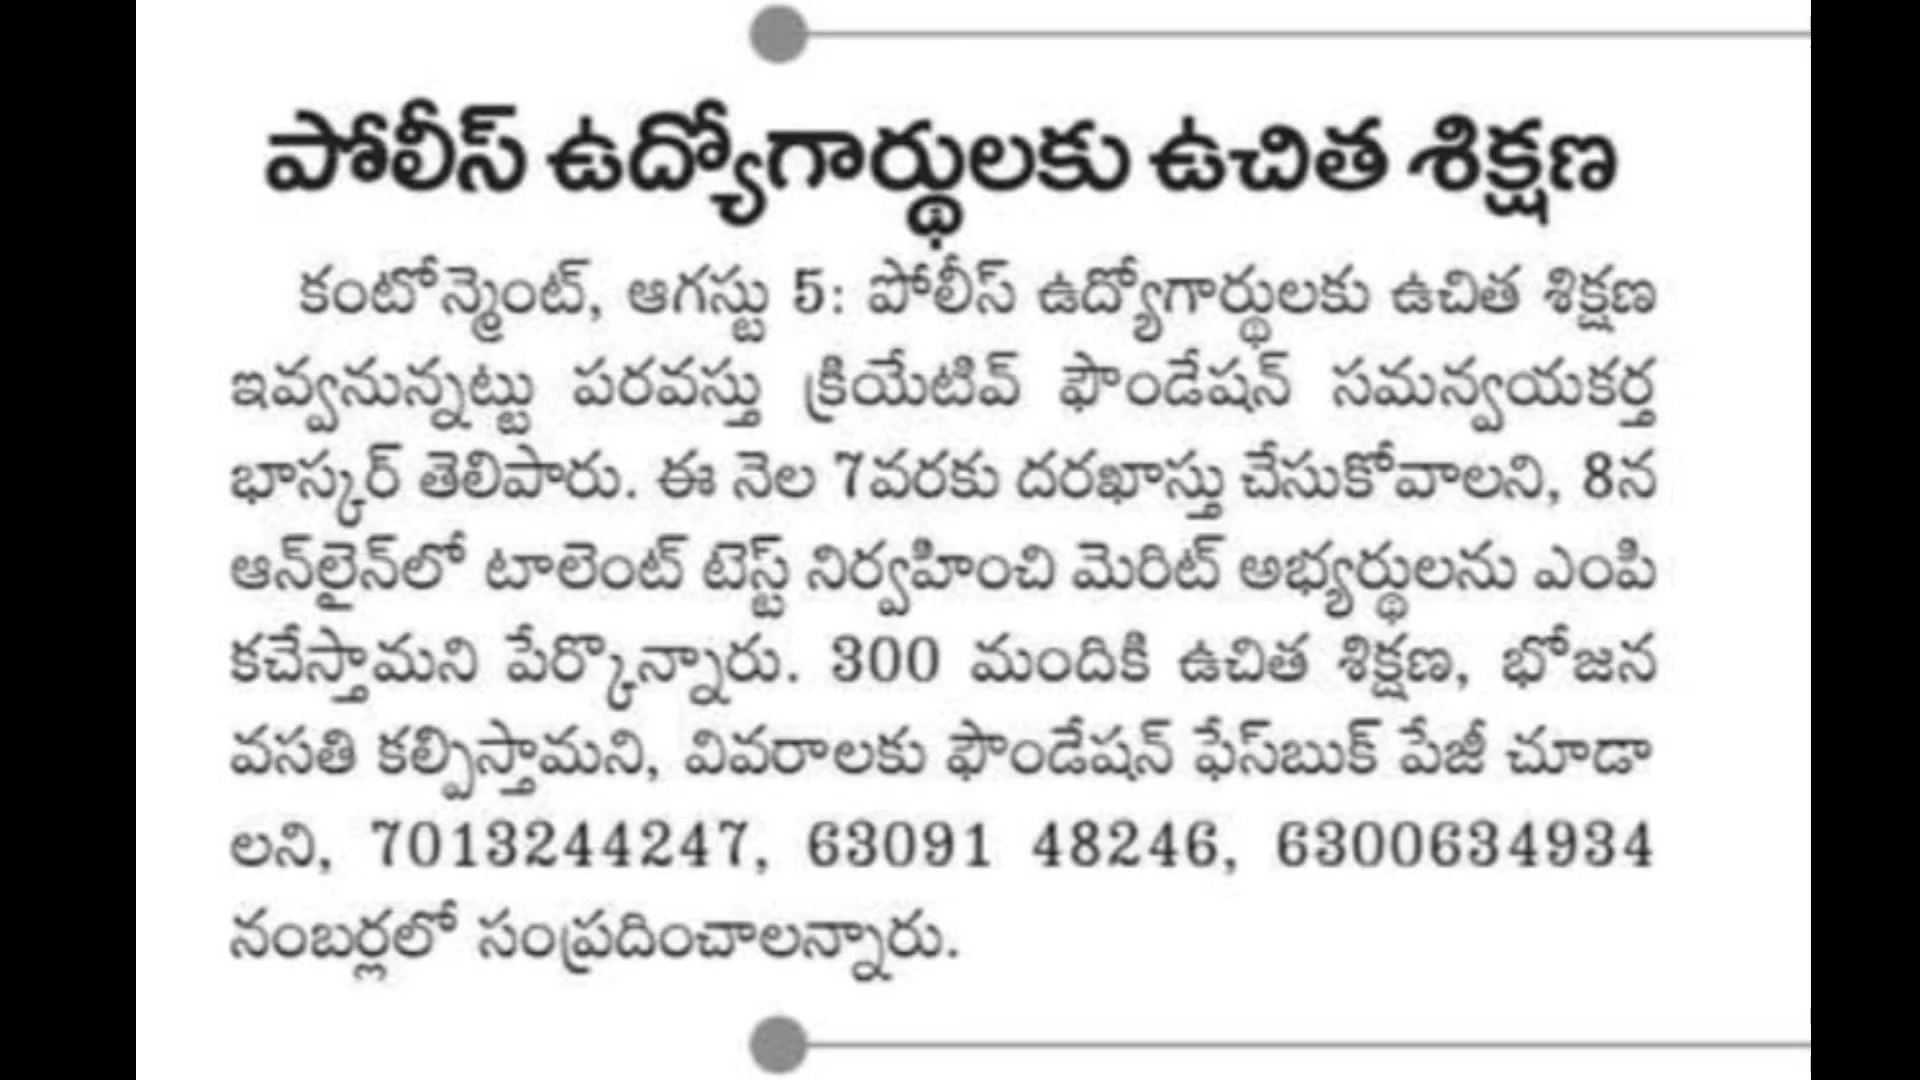 పోలీస్ ఉద్యోగార్థులకు ఉచిత శిక్షణ
కంటోన్మెంట్, ఆగస్టు 5: పోలీస్ ఉద్యోగార్థులకు ఉచిత శిక్షణ
ఇవ్వనున్నట్టు పరవస్తు క్రియేటివ్ ఫౌండేషన్ సమన్వయకర్త
భాస్కర్ తెలిపారు. ఈ నెల 7వరకు దరఖాస్తు చేసుకోవాలని, 8న
ఆన్‌లైన్‌లో టాలెంట్ టెస్ట్ నిర్వహించి మెరిట్ అభ్యర్థులను ఎంపి
కచేస్తామని పేర్కొన్నారు. 300 మందికి ఉచిత శిక్షణ, భోజన
వసతి కల్పిస్తామని, వివరాలకు ఫౌండేషన్ ఫేస్‌బుక్ పేజీ చూడా
లని, 7013244247, 63091 48246, 6300634934
నంబర్లలో సంప్రదించాలన్నారు.